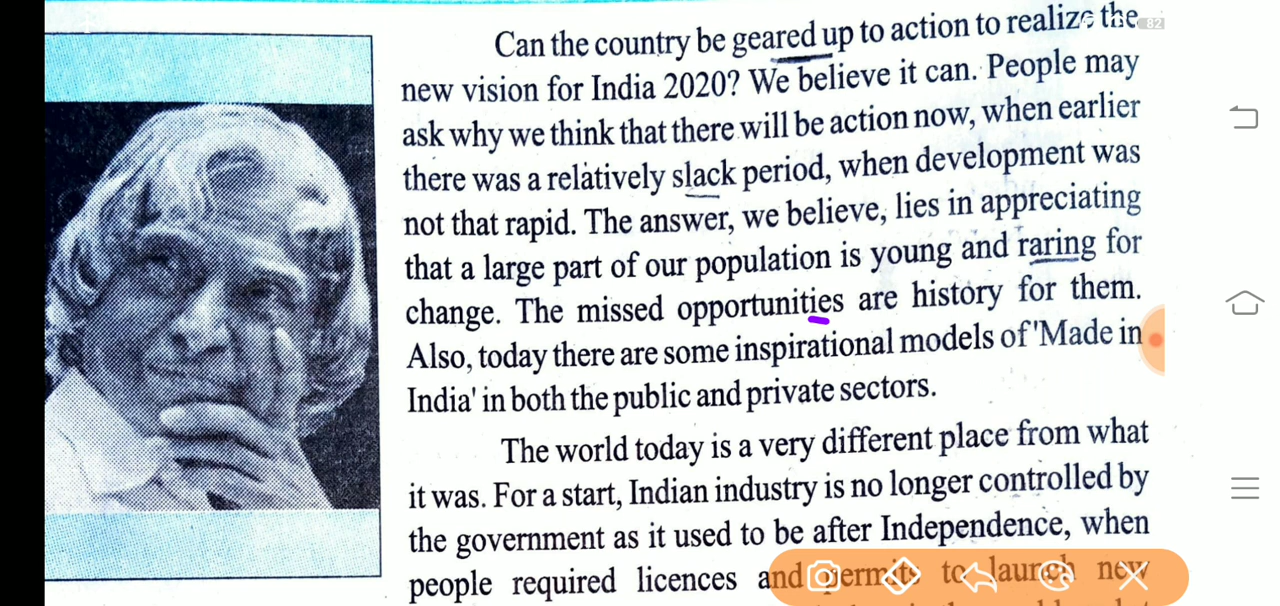 Can the country be geared up to action to realize the
82
new vision for India 2020? We believe it can. People may
ask why we think that there will be action now, when earlier
there was a relatively slack period, when development was
not that rapid. The answer, we believe, lies in appreciating
that a large part of our population is young and raring for
change. The missed opportunities are history for them.
Also, today there are some inspirational models of 'Made in
India' in both the public and private sectors.
The world today is a very different place from what
it was. For a start, Indian industry is no longer controlled by
the government as it used to be after Independence, when
people required licences and permits to launch new